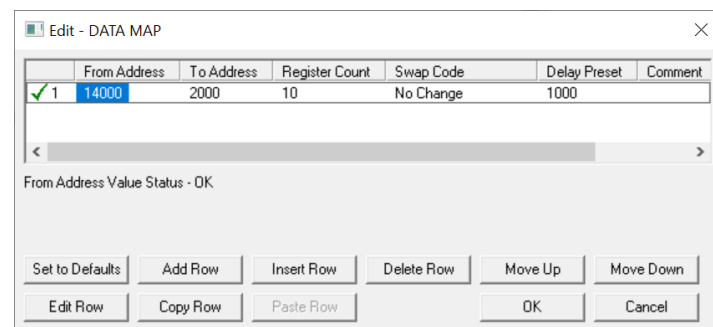 Edit - DATA MAP
From Address To Address Register Count Swap Code Delay Preset Comment
1 14000 2000 10 No Change 1000
From Address Value Status - OK
Set to Defaults Add Row Insert Row Delete Row Move Up Move Down
Edit Row Copy Row Paste Row OK Cancel